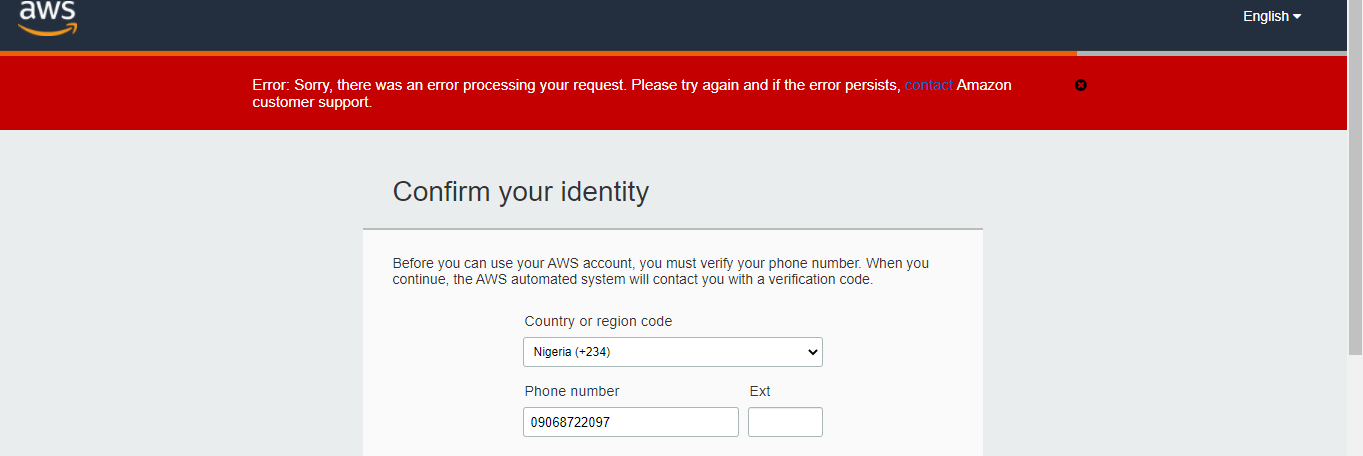 aws
English
Error: Sorry, there was an error processing your request. Please try again and if the error persists, contact Amazon
customer support.
Confirm your identity
Before you can use your AWS account, you must verify your phone number. When you
continue, the AWS automated system will contact you with a verification code.
Country or region code
Nigeria (+234)
Phone number Ext
09068722097